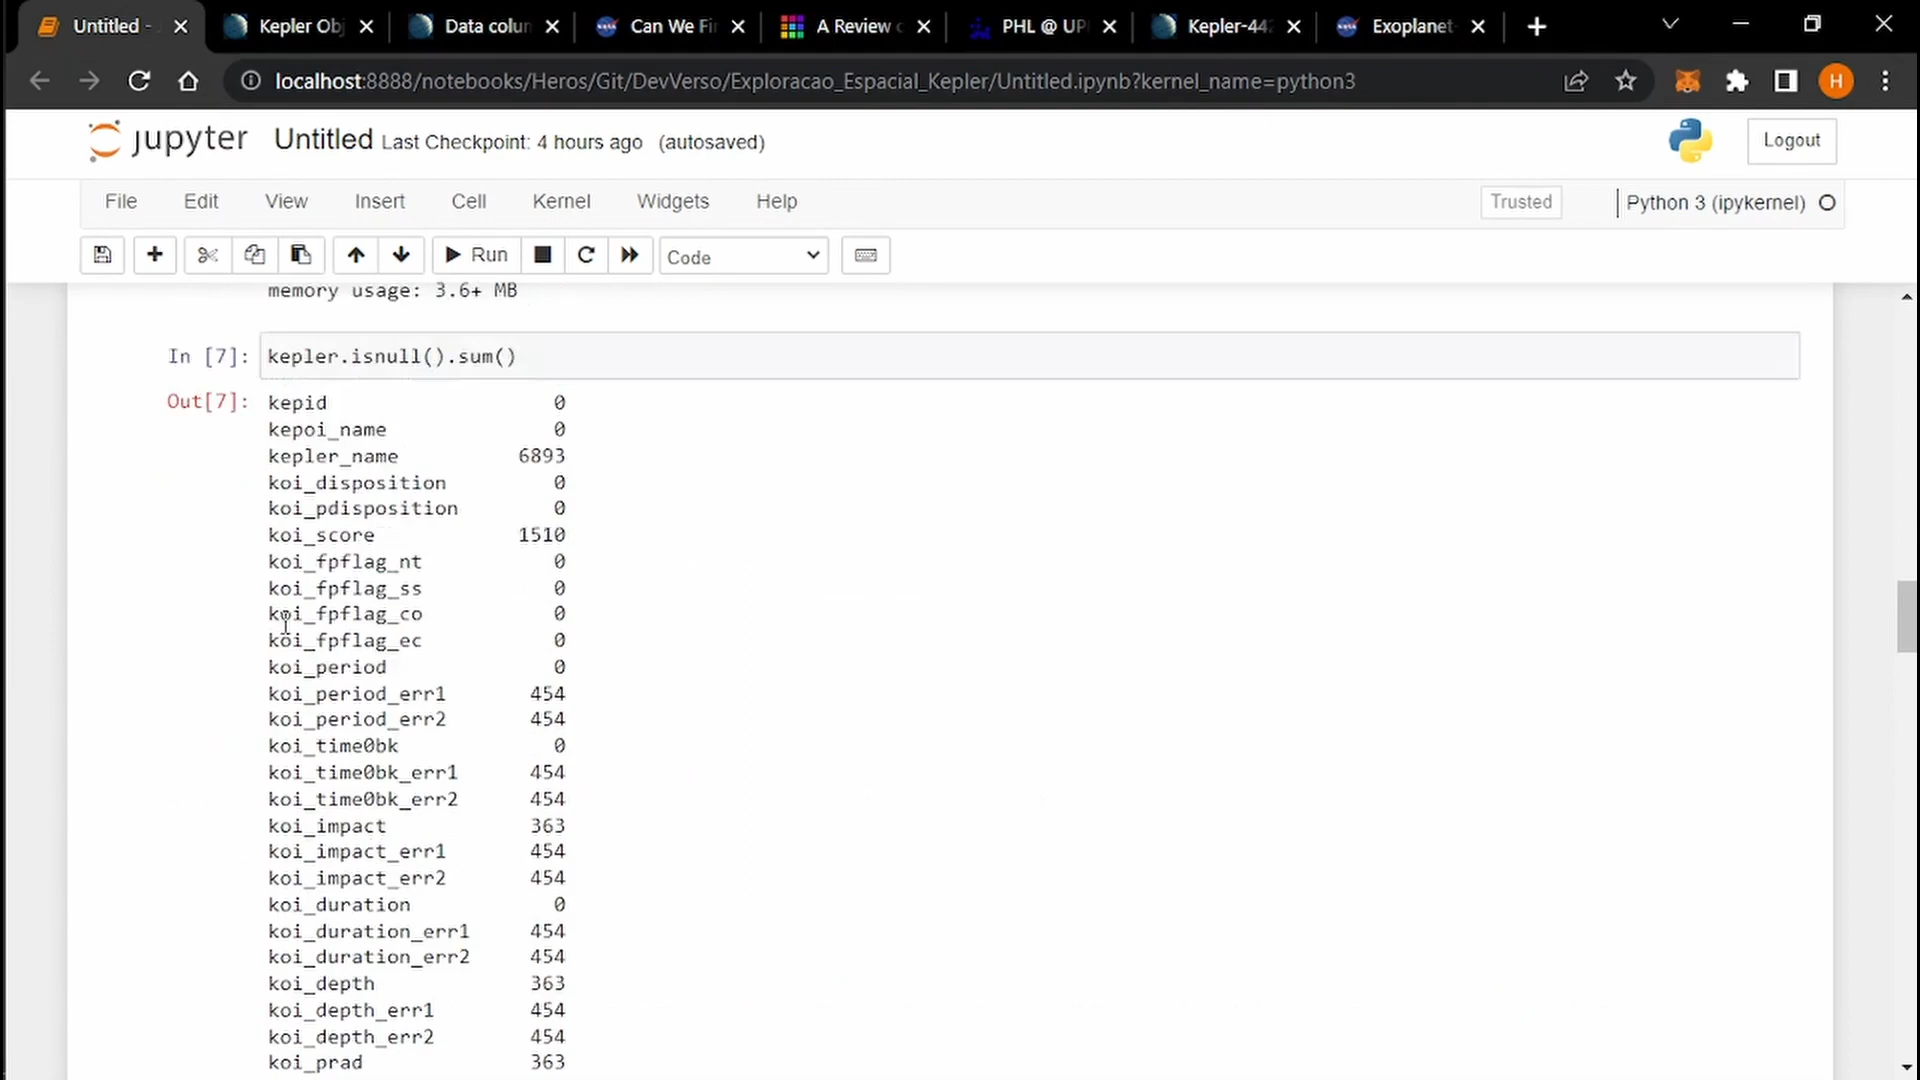 Untitled -
Kepler Obj
Data colun
Can We Fi
A Review
PHL @ UP
Kepler-44
Exoplanet-
localhost:8888/notebooks/Heros/Git/DevVerso/Exploracao_Espacial_Kepler/Untitled.ipynb?kernel_name=python3
H
jupyter Untitled Last Checkpoint: 4 hours ago (autosaved)
Logout
File Edit View Insert Cell Kernel Widgets Help
Trusted
Python 3 (ipykernel)
Run
Code
memory usage: 3.6+ MB
In [7]: kepler.isnull().sum()
Out[7]: kepid 0
kepoi_name 0
kepler_name 6893
koi_disposition 0
koi_pdisposition 0
koi_score 1510
koi_fpflag_nt 0
koi_fpflag_ss 0
koi_fpflag_co 0
koi_fpflag_ec 0
koi_period 0
koi_period_err1 454
koi_period_err2 454
koi_time0bk 0
koi_time0bk_err1 454
koi_time0bk_err2 454
koi_impact 363
koi_impact_err1 454
koi_impact_err2 454
koi_duration 0
koi_duration_err1 454
koi_duration_err2 454
koi_depth 363
koi_depth_err1 454
koi_depth_err2 454
koi_prad 363